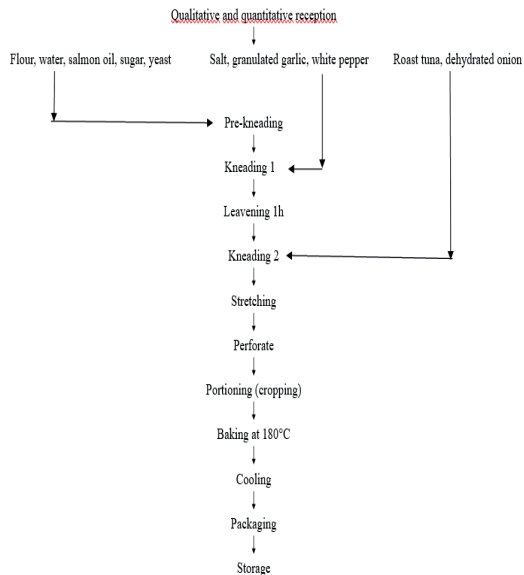 Qualitative and quantitative reception
Flour, water, salmon oil, sugar, yeast
Salt, granulated garlic, white pepper
Roast tuna, dehydrated onion
Pre-kneading
Kneading 1
Leavening 1h
Kneading 2
Stretching
Perforate
Portioning (cropping)
Baking at 180°C
Cooling
Packaging
Storage